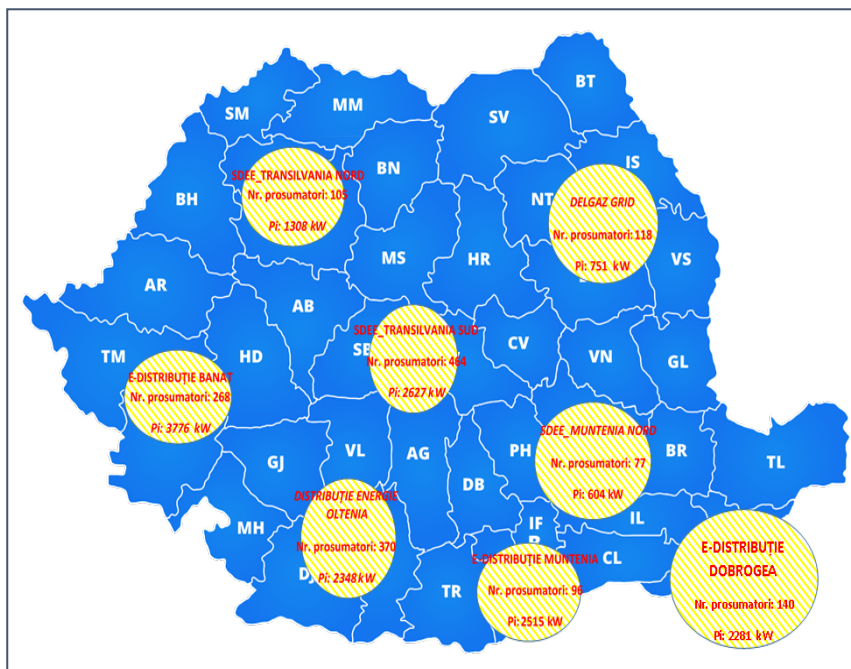 BT
SM
MM
SV
BN
IS
SDEE_TRANSILVANIA NORD
Nr. prosumatori: 105
Pi: 1308 kW
NT
DELGAZ GRID
Nr. prosumatori: 118
Pi: 751 kW
BH
MS
HR
VS
AR
AB
TM
HD
SB
SDEE_TRANSILVANIA SUD
Nr. prosumatori: 464
Pi: 2627 kW
CV
VN
GL
E-DISTRIBUȚIE BANAT
Nr. prosumatori: 268
Pi: 3776 kW
GJ
VL
AG
PH
DB
SDEE_MUNTENIA NORD
Nr. prosumatori: 77
Pi: 604 kW
BR
TL
DISTRIBUȚIE ENERGIE
OLTENIA
Nr. prosumatori: 370
Pi: 2348 kW
MH
DJ
IF
IL
E-DISTRIBUȚIE MUNTENIA
Nr. prosumatori: 96
Pi: 2515 kW
CL
TR
E-DISTRIBUȚIE
DOBROGEA
Nr. prosumatori: 140
Pi: 2281 kW